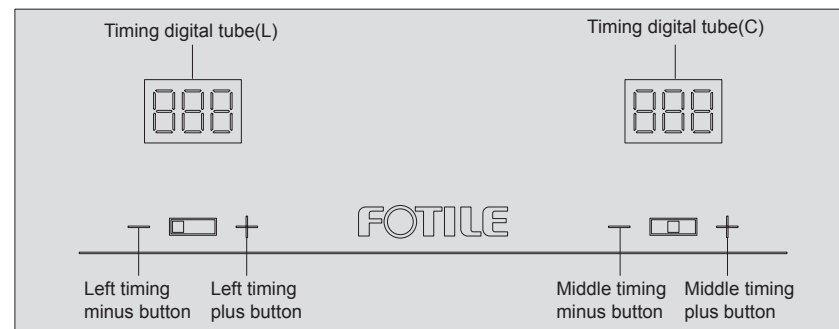 Timing digital tube(L)
Timing digital tube(C)
888
888
FOTILE
Left timing
minus button
Left timing
plus button
Middle timing
minus button
Middle timing
plus button